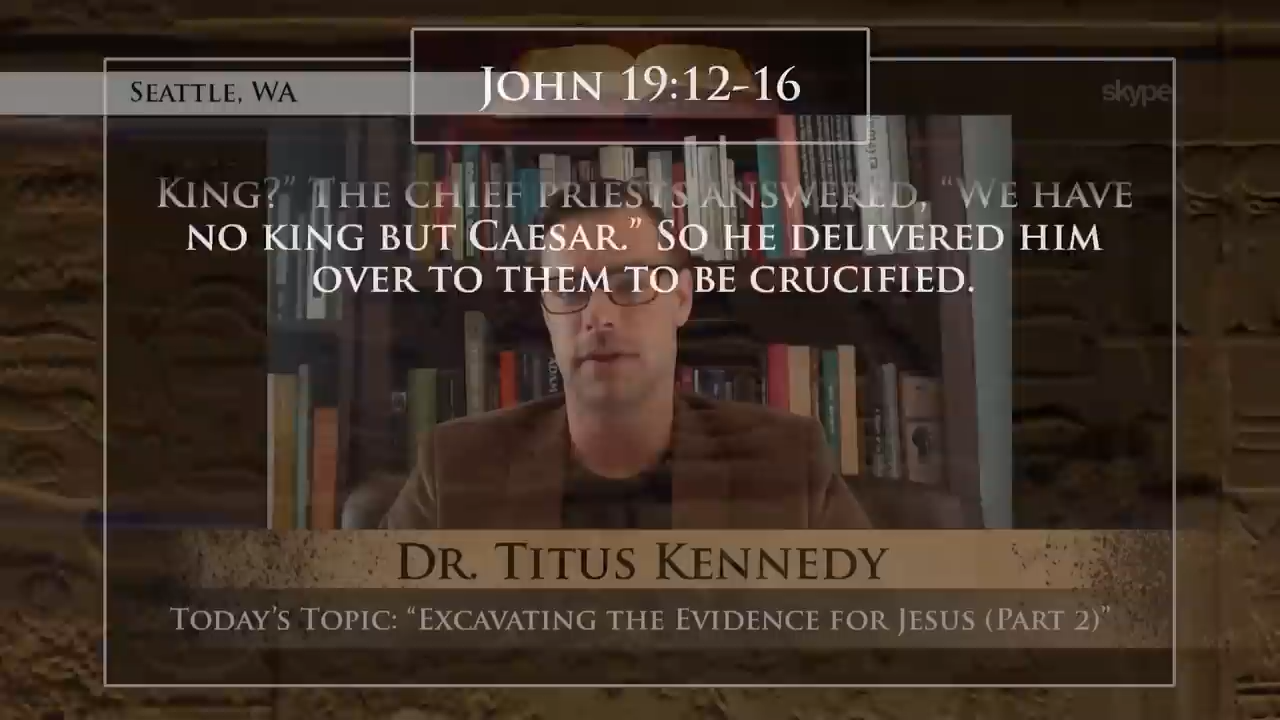 John 19:12-16
Seattle, WA
skype
King?” The chief priests answered, “We have
no king but Caesar.” So he delivered him
over to them to be crucified.
Dr. Titus Kennedy
Today’s Topic: “Excavating the Evidence for Jesus (Part 2)”